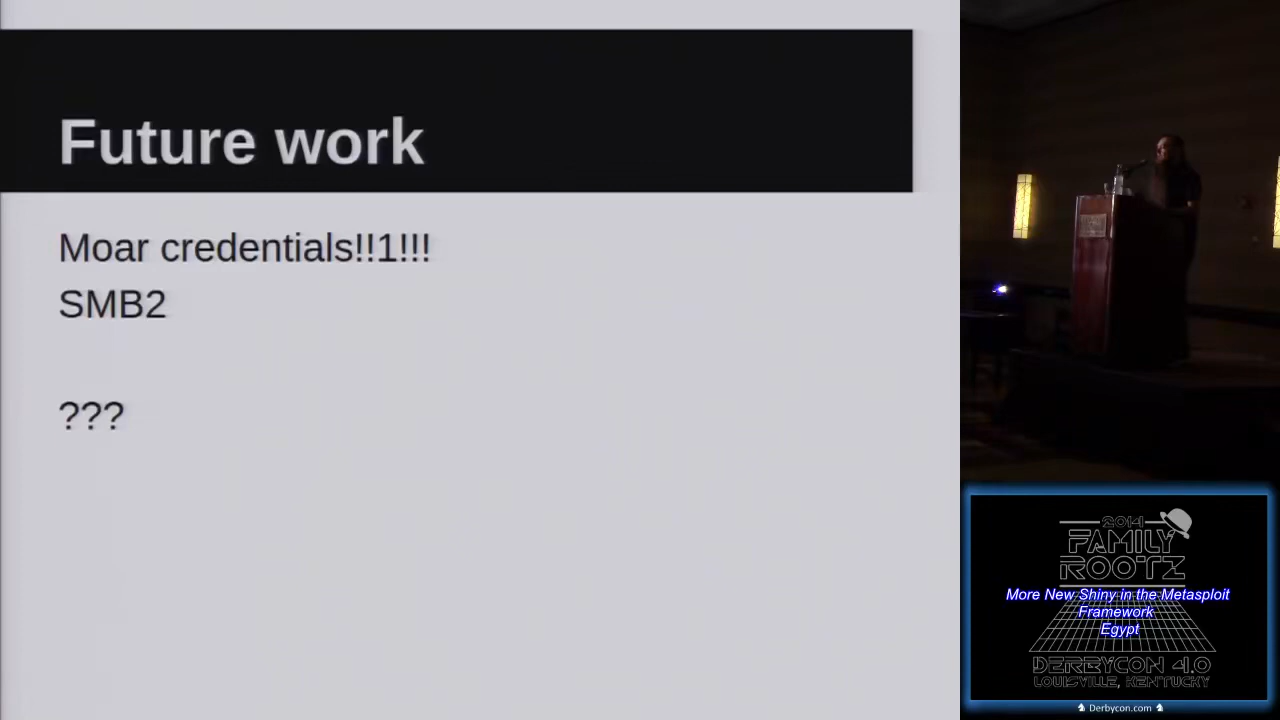 Future work
Moar credentials!!1!!!
SMB2
???
2014
FAMILY
ROOTZ
More New Shiny in the Metasploit
Framework
Egypt
DERBYCON 4.0
LOUISVILLE, KENTUCKY
Derbycon.com